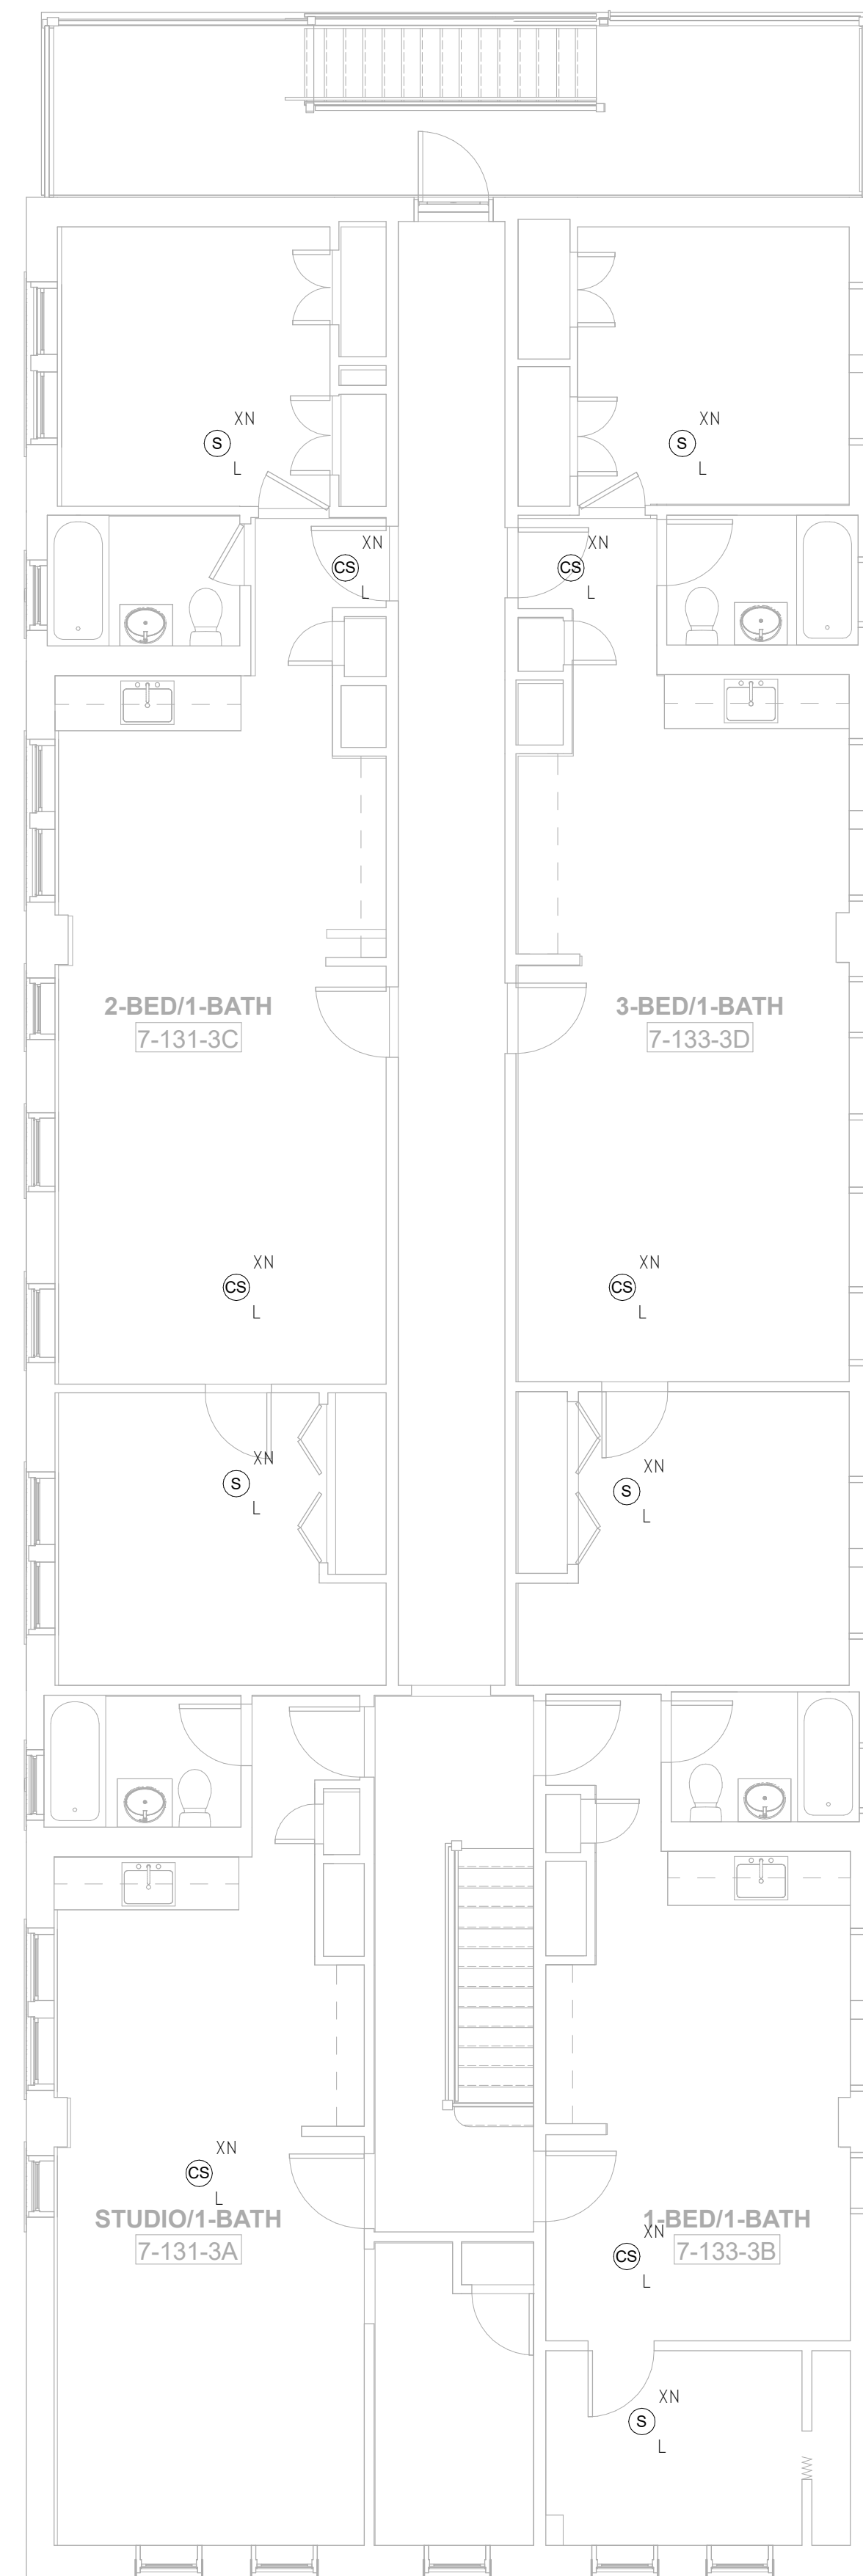 XN
S
L
XN
S
L
XN
CS
L
XN
CS
L
2-BED/1-BATH
7-131-3C
3-BED/1-BATH
7-133-3D
XN
CS
L
XN
CS
L
XN
S
L
XN
S
L
XN
CS
L
STUDIO/1-BATH
7-131-3A
1-BED/1-BATH
XN
7-133-3B
CS
L
XN
S
L